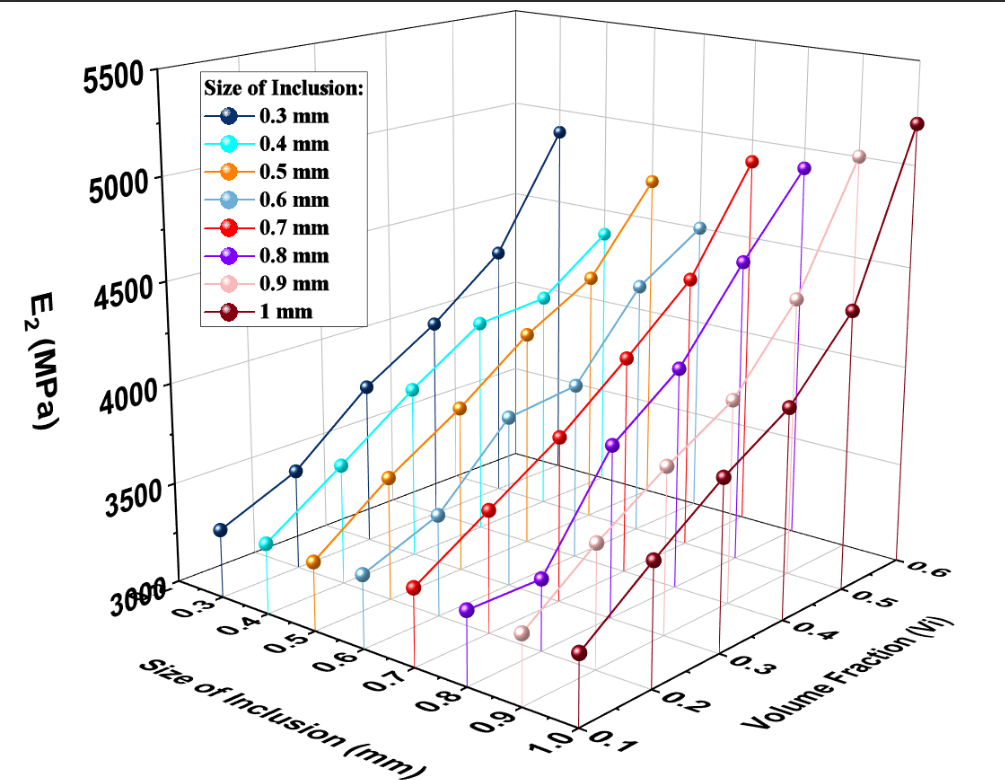 5500
5000
4500
4000
3500
3000
Size of Inclusion:
0.3 mm
0.4 mm
0.5 mm
0.6 mm
0.7 mm
0.8 mm
0.9 mm
1 mm
E2 (MPa)
0.3
0.4
0.5
0.6
0.7
0.8
0.9
1.0
Size of Inclusion (mm)
0.1
0.2
0.3
0.4
0.5
0.6
Volume Fraction (Vi)